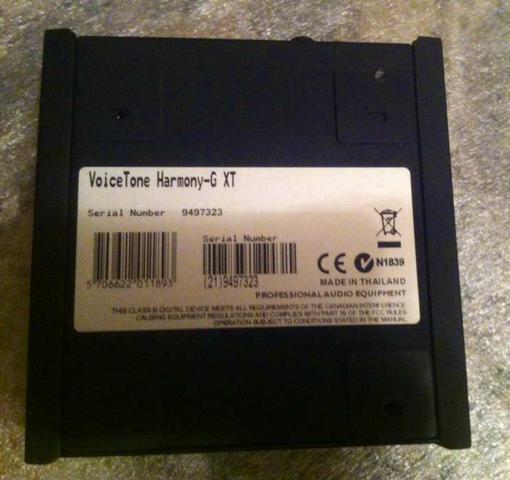 VoiceTone Harmony-G XT
Serial Number 9497323
Serial Number
5 706622 011893
(21)9497323
CE N1839
MADE IN THAILAND
PROFESSIONAL AUDIO EQUIPMENT
THIS CLASS B DIGITAL DEVICE MEETS ALL REQUIREMENTS OF THE CANADIAN INTERFERENCE
CAUSING EQUIPMENT REGULATIONS AND COMPLIES WITH PART 15 OF THE FCC RULES
OPERATION SUBJECT TO CONDITIONS STATED IN THE MANUAL